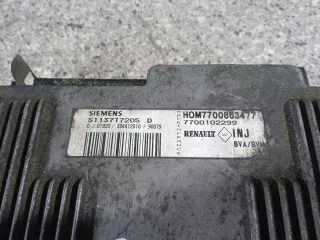 SIEMENS
S113717205 D
HOM7700863477
7700102299
RENAULT INJ
BVA/BVM